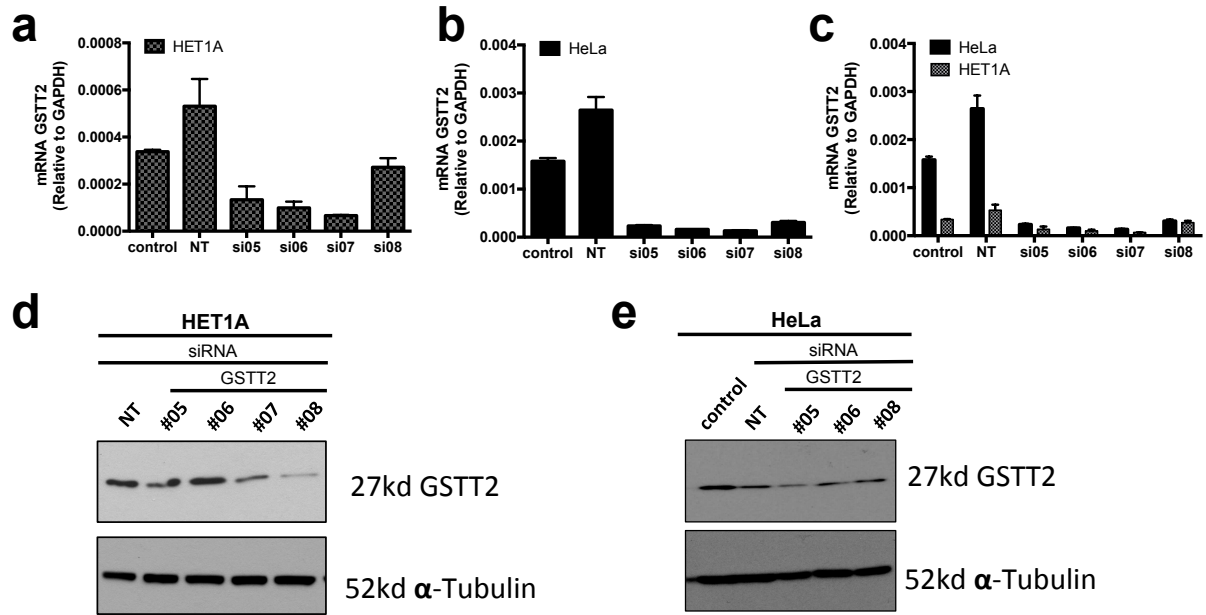 a
HET1A
mRNA GSTT2
(Relative to GAPDH)
0.0008
0.0006
0.0004
0.0002
0.0000
control NT si05 si06 si07 si08
b
HeLa
mRNA GSTT2
(Relative to GAPDH)
0.004
0.003
0.002
0.001
0.000
control NT si05 si06 si07 si08
c
HeLa
HET1A
mRNA GSTT2
(Relative to GAPDH)
0.004
0.003
0.002
0.001
0.000
control NT si05 si06 si07 si08
d
HET1A
siRNA
GSTT2
NT #05 #06 #07 #08
27kd GSTT2
52kd α-Tubulin
e
HeLa
siRNA
GSTT2
control NT #05 #06 #08
27kd GSTT2
52kd α-Tubulin